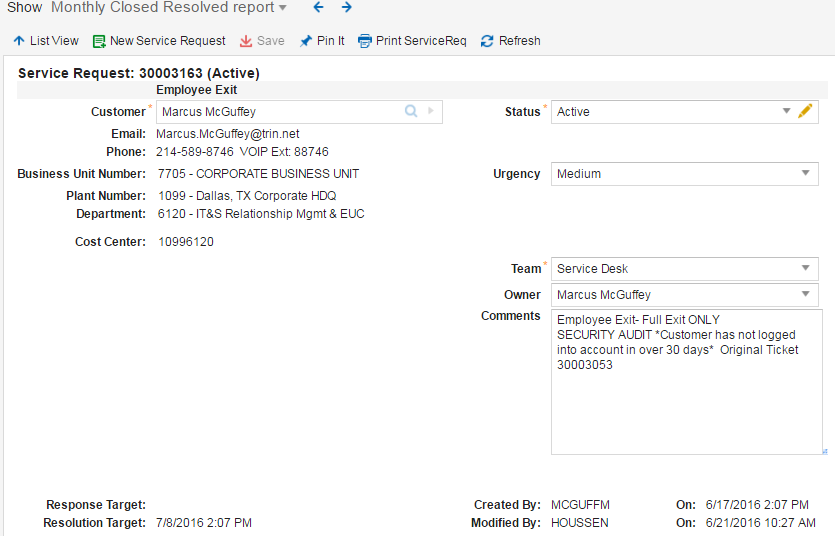 Show Monthly Closed Resolved report
List View New Service Request Save Pin It Print ServiceReq Refresh
Service Request: 30003163 (Active)
Employee Exit
Customer * Marcus McGuffey Status * Active
Email: Marcus.McGuffey@trin.net
Phone: 214-589-8746 VOIP Ext: 88746
Business Unit Number: 7705 - CORPORATE BUSINESS UNIT Urgency Medium
Plant Number: 1099 - Dallas, TX Corporate HDQ
Department: 6120 - IT&S Relationship Mgmt & EUC
Cost Center: 10996120
Team * Service Desk
Owner Marcus McGuffey
Comments Employee Exit- Full Exit ONLY
SECURITY AUDIT *Customer has not logged
into account in over 30 days* Original Ticket
30003053
Response Target: Created By: MCGUFFM On: 6/17/2016 2:07 PM
Resolution Target: 7/8/2016 2:07 PM Modified By: HOUSSEN On: 6/21/2016 10:27 AM